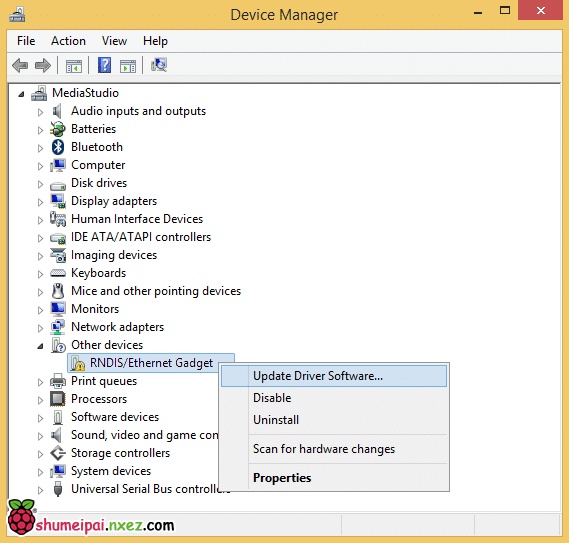 Device Manager
File Action View Help
MediaStudio
Audio inputs and outputs
Batteries
Bluetooth
Computer
Disk drives
Display adapters
Human Interface Devices
IDE ATA/ATAPI controllers
Imaging devices
Keyboards
Mice and other pointing devices
Monitors
Network adapters
Other devices
RNDIS/Ethernet Gadget
Print queues
Processors
Software devices
Sound, video and game con
Storage controllers
System devices
Universal Serial Bus controllers
Update Driver Software...
Disable
Uninstall
Scan for hardware changes
Properties
shumeipai.nxez.com